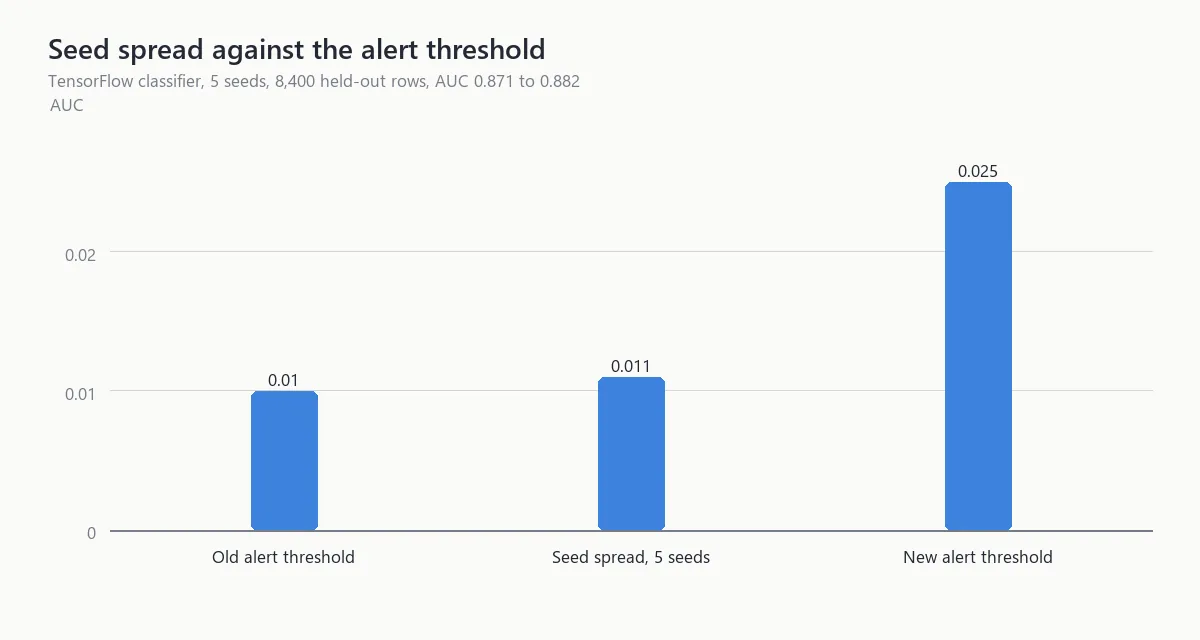 Seed spread against the alert threshold
TensorFlow classifier, 5 seeds, 8,400 held-out rows, AUC 0.871 to 0.882
AUC
0.025
0.02
0.011
0.01
0.01
0
Old alert threshold
Seed spread, 5 seeds
New alert threshold